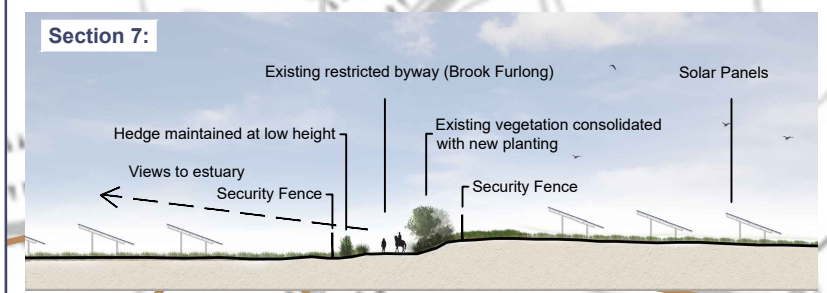 Section 7:
Existing restricted byway (Brook Furlong)
Solar Panels
Hedge maintained at low height
Existing vegetation consolidated
with new planting
Views to estuary
Security Fence
Security Fence